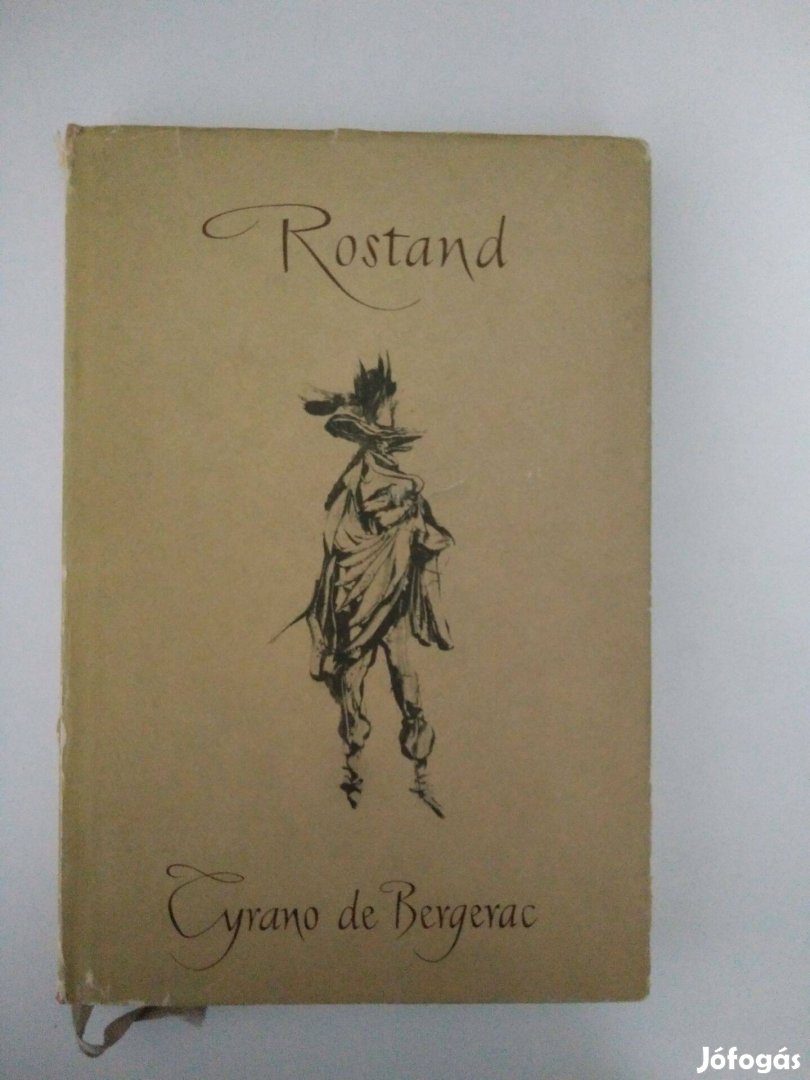 Rostand
Cyrano de Bergerac
Jófogás